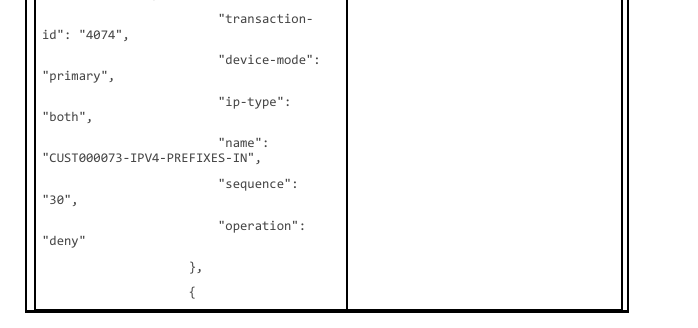 "transaction-
id": "4074",
"device-mode":
"primary",
"ip-type":
"both",
"name":
"CUST000073-IPV4-PREFIXES-IN",
"sequence":
"30",
"operation":
"deny"
},
{